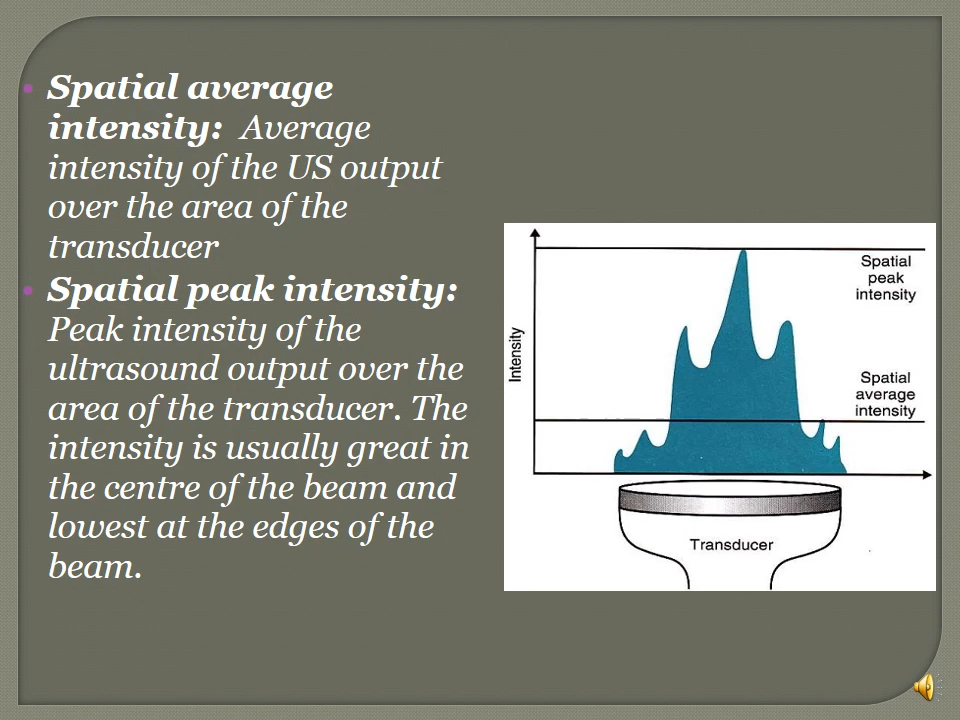 • Spatial average
intensity:  Average
intensity of the US output
over the area of the
transducer
• Spatial peak intensity:
Peak intensity of the
ultrasound output over the
area of the transducer. The
intensity is usually great in
the centre of the beam and
lowest at the edges of the
beam.
Intensity
Spatial
peak
intensity
Spatial
average
intensity
Transducer